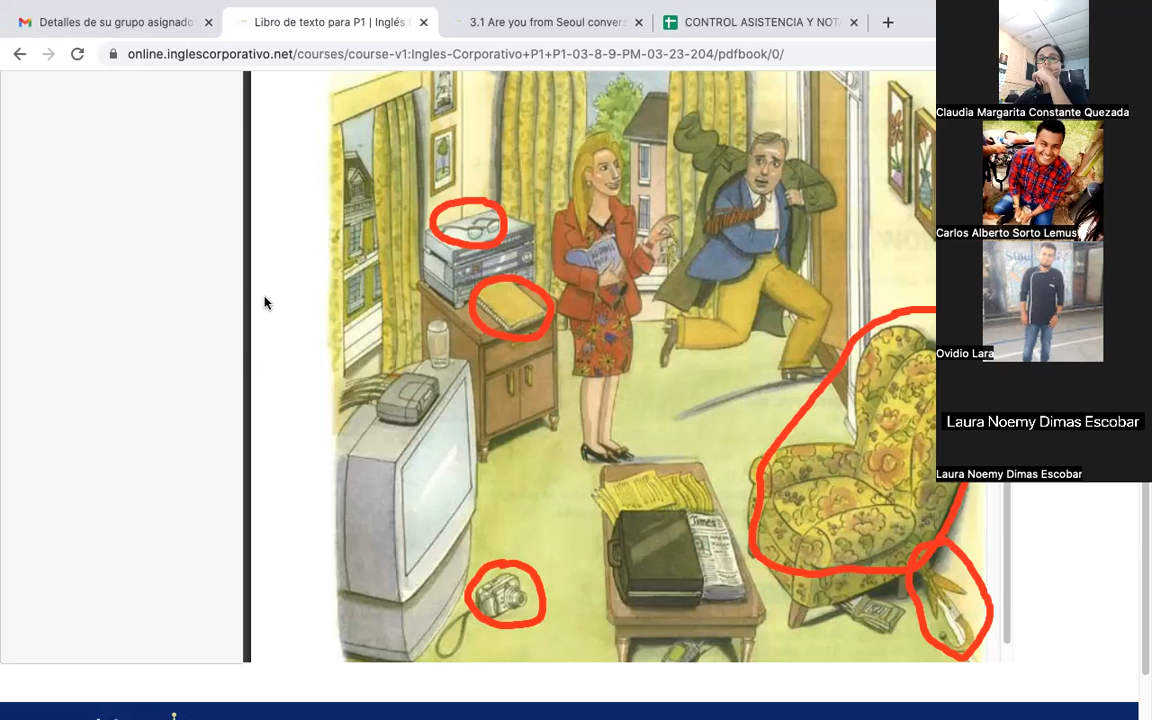 Detalles de su grupo asignado
Libro de texto para P1 | Inglés
3.1 Are you from Seoul convers
CONTROL ASISTENCIA Y NOT
online.inglescorporativo.net/courses/course-v1:Ingles-Corporativo+P1+P1-03-8-9-PM-03-23-204/pdfbook/0/
Claudia Margarita Constante Quezada
Carlos Alberto Sorto Lemus
Ovidio Lara
Laura Noemy Dimas Escobar
Laura Noemy Dimas Escobar
Times